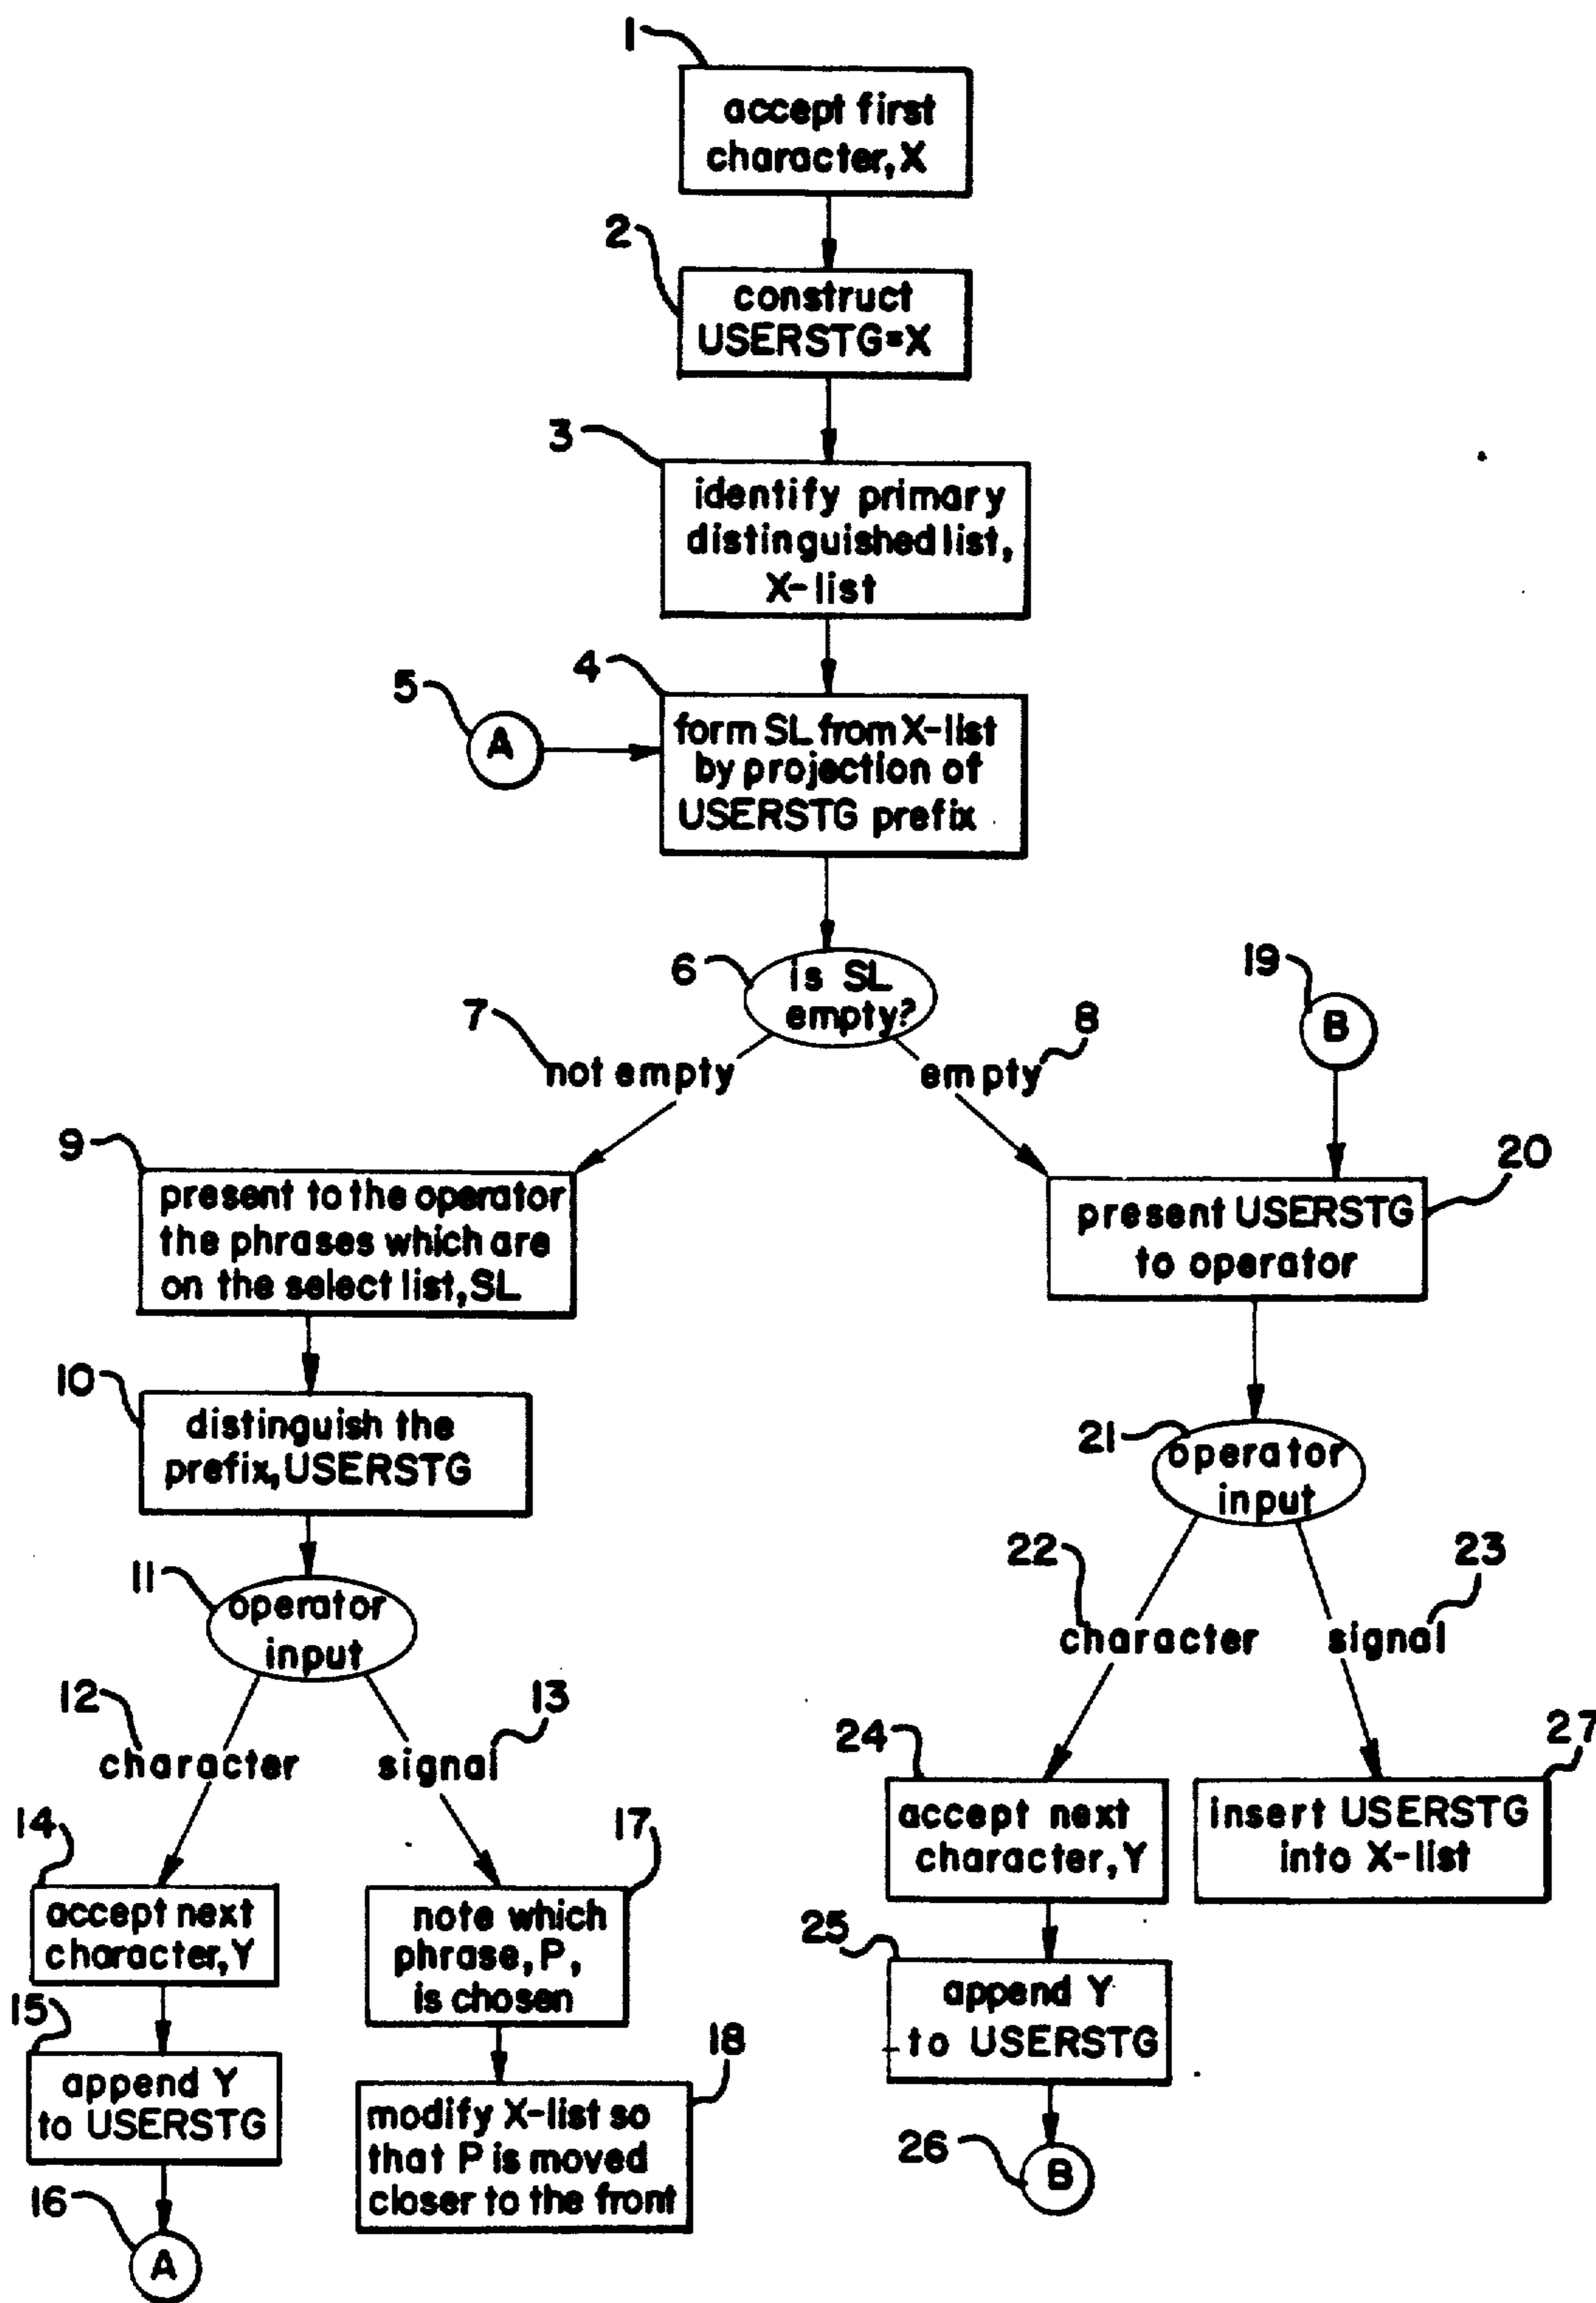 1
accept first
character, X
2
construct
USERSTG=X
3
identify primary
distinguished list,
X-list
4
5
A
form SL from X-list
by projection of
USERSTG prefix
6
is SL
empty?
7
not empty
8
empty
19
B
9
present to the operator
the phrases which are
on the select list, SL
20
present USERSTG
to operator
10
distinguish the
prefix, USERSTG
21
operator
input
11
operator
input
22
character
23
signal
12
character
13
signal
24
accept next
character, Y
27
insert USERSTG
into X-list
14
accept next
character, Y
17
note which
phrase, P,
is chosen
25
append Y
to USERSTG
15
append Y
to USERSTG
18
modify X-list so
that P is moved
closer to the front
26
B
16
A